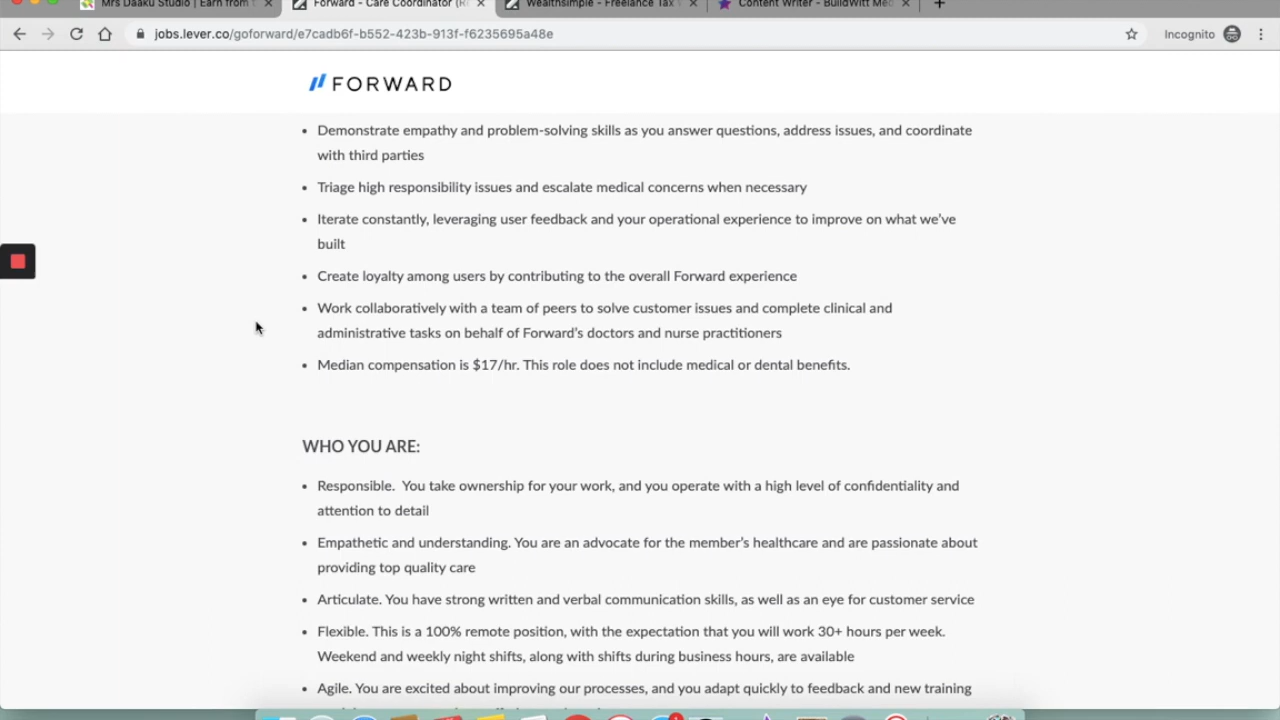 Mrs Daaku Studio | Earn from
Forward - Care Coordinator (R
Wealthsimple - Freelance Tax
Content Writer - BuildWitt Med
jobs.lever.co/goforward/e7cadb6f-b552-423b-913f-f6235695a48e
Incognito
FORWARD
• Demonstrate empathy and problem-solving skills as you answer questions, address issues, and coordinate
with third parties
• Triage high responsibility issues and escalate medical concerns when necessary
• Iterate constantly, leveraging user feedback and your operational experience to improve on what we've
built
• Create loyalty among users by contributing to the overall Forward experience
• Work collaboratively with a team of peers to solve customer issues and complete clinical and
administrative tasks on behalf of Forward's doctors and nurse practitioners
• Median compensation is $17/hr. This role does not include medical or dental benefits.
WHO YOU ARE:
• Responsible.  You take ownership for your work, and you operate with a high level of confidentiality and
attention to detail
• Empathetic and understanding. You are an advocate for the member's healthcare and are passionate about
providing top quality care
• Articulate. You have strong written and verbal communication skills, as well as an eye for customer service
• Flexible. This is a 100% remote position, with the expectation that you will work 30+ hours per week.
Weekend and weekly night shifts, along with shifts during business hours, are available
• Agile. You are excited about improving our processes, and you adapt quickly to feedback and new training